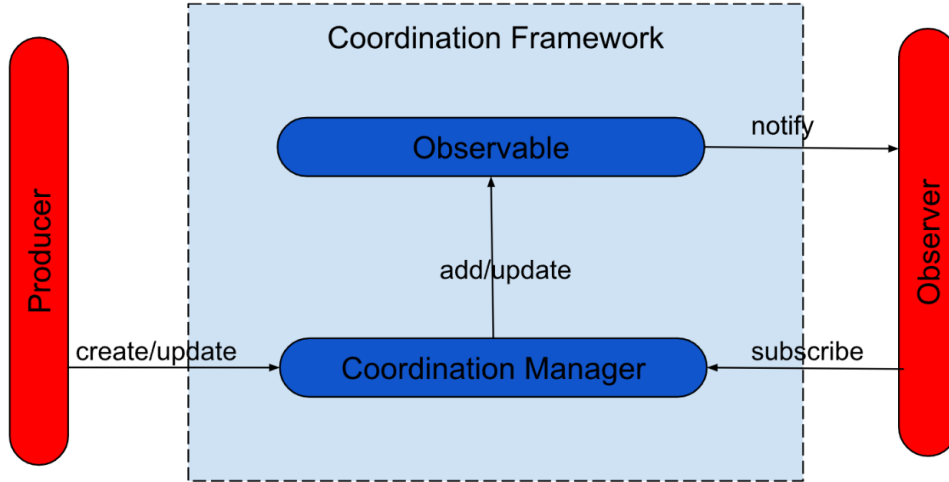 Coordination Framework
Producer
Observable
notify
Observer
add/update
create/update
Coordination Manager
subscribe